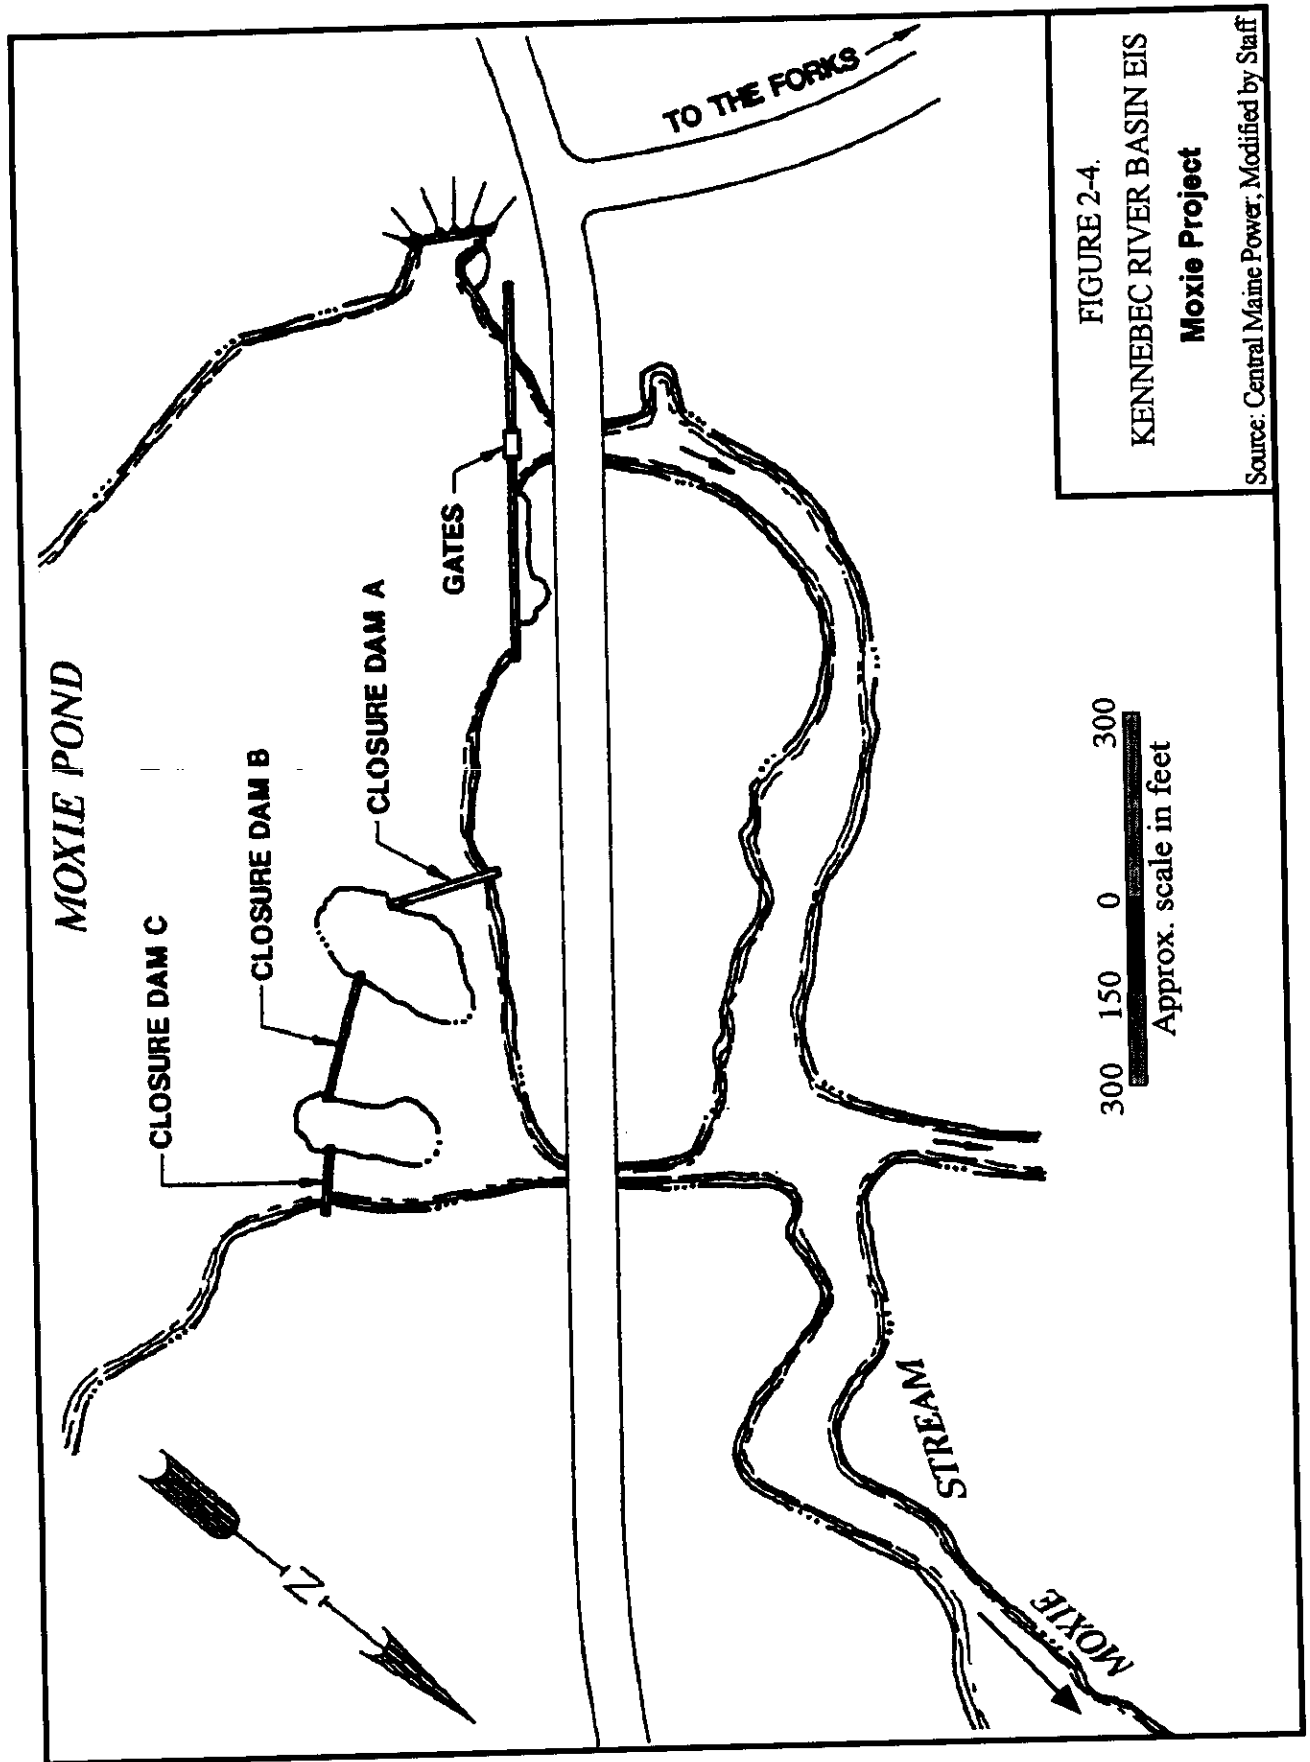 MOXIE POND
CLOSURE DAM C
CLOSURE DAM B
CLOSURE DAM A
GATES
TO THE FORKS
N
MOXIE
STREAM
300 150 0 300
Approx. scale in feet
FIGURE 2-4.
KENNEBEC RIVER BASIN EIS
Moxie Project
Source: Central Maine Power, Modified by Staff